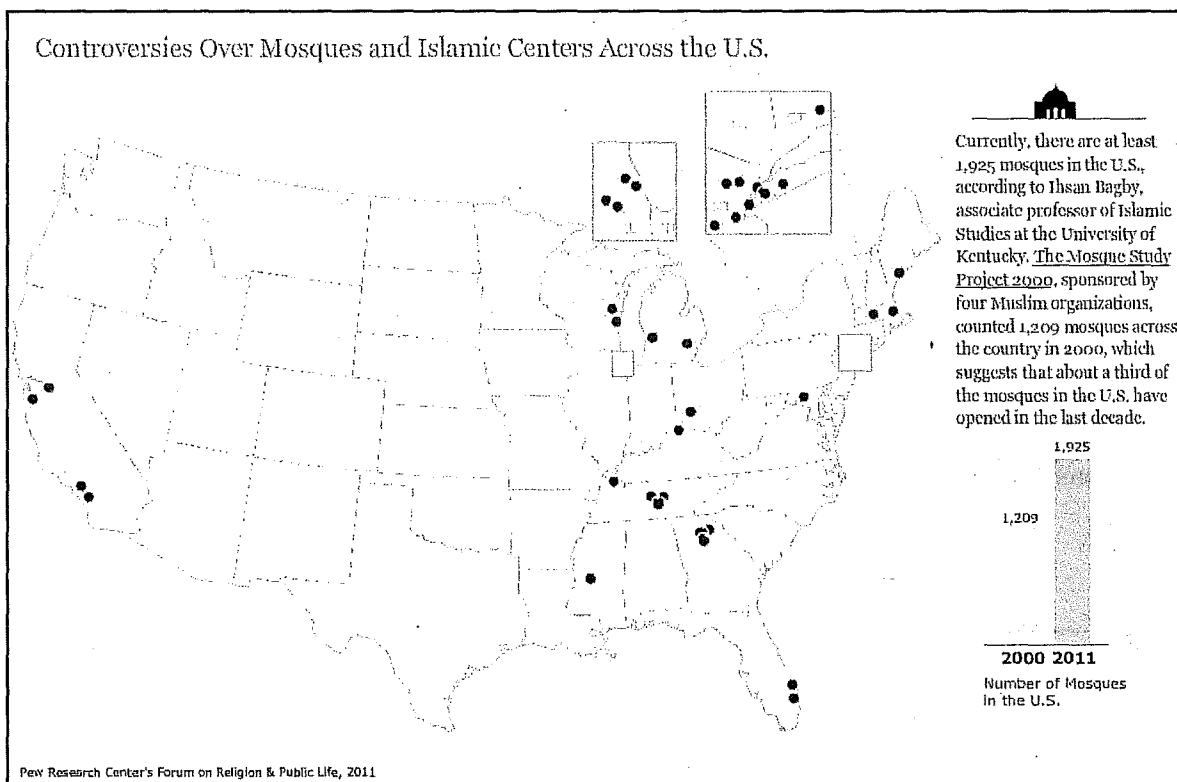 Controversies Over Mosques and Islamic Centers Across the U.S.
Currently, there are at least
1,925 mosques in the U.S.,
according to Ihsan Bagby,
associate professor of Islamic
Studies at the University of
Kentucky. The Mosque Study
Project 2000, sponsored by
four Muslim organizations,
counted 1,209 mosques across
the country in 2000, which
suggests that about a third of
the mosques in the U.S. have
opened in the last decade.
1,925
1,209
2000 2011
Number of Mosques
in the U.S.
Pew Research Center's Forum on Religion & Public Life, 2011